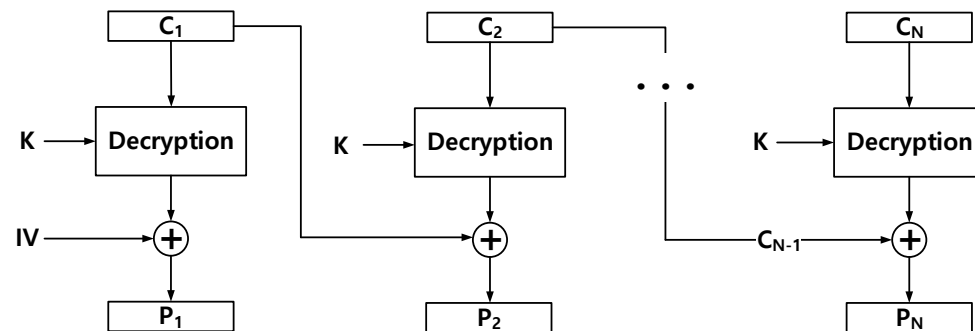 C1 C2 CN
. . .
K Decryption K Decryption K Decryption
IV + + CN-1 +
P1 P2 PN